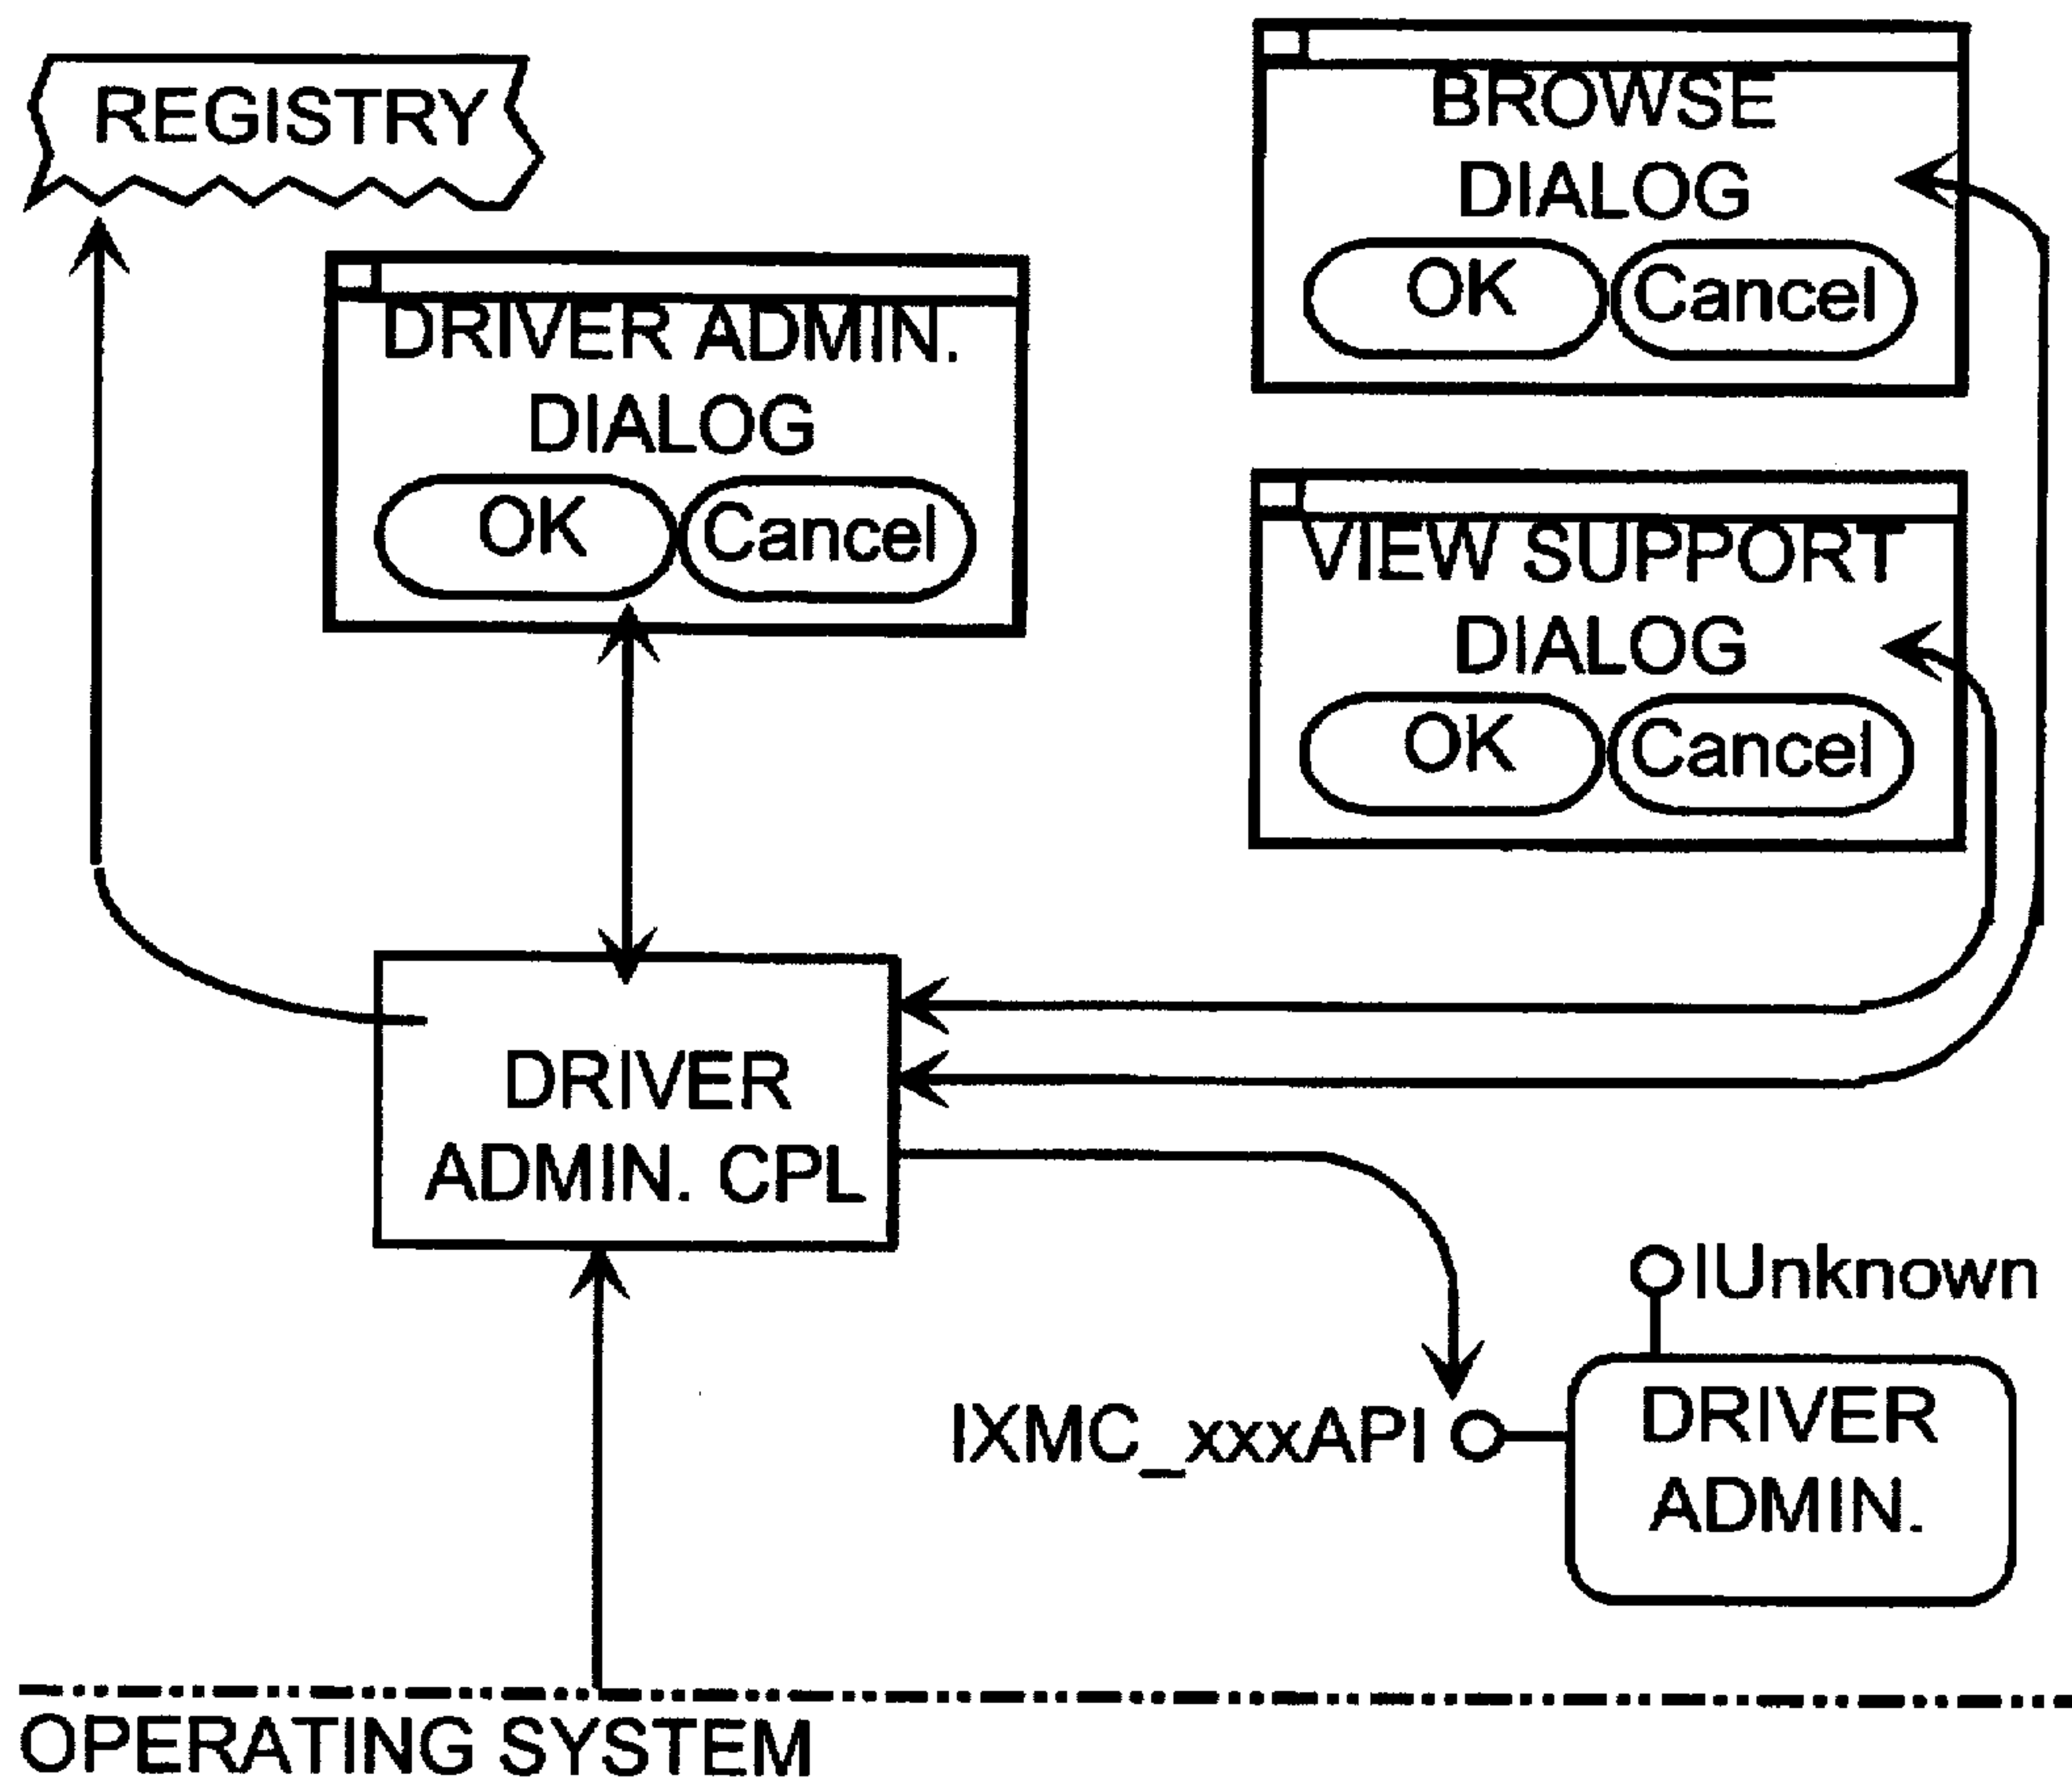 REGISTRY
BROWSE
DIALOG
OK Cancel
DRIVER ADMIN.
DIALOG
OK Cancel
VIEW SUPPORT
DIALOG
OK Cancel
DRIVER
ADMIN. CPL
IUnknown
IXMC_xxxAPI
DRIVER
ADMIN.
OPERATING SYSTEM